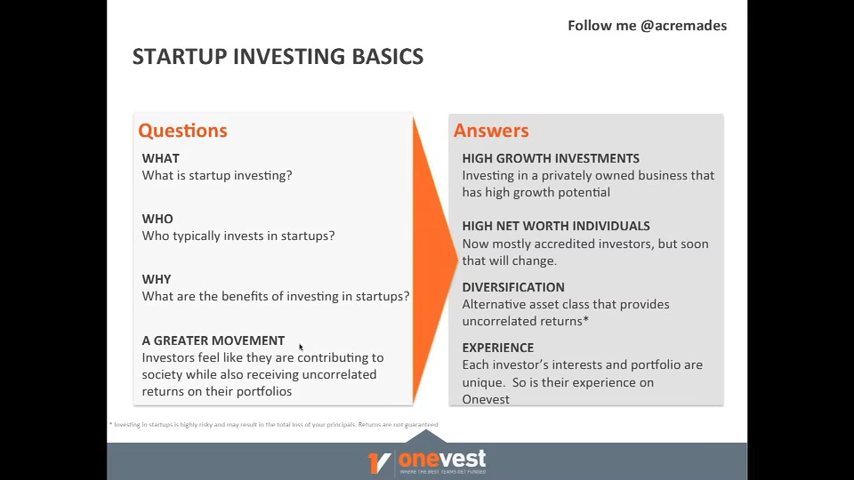 Follow me @acremades
STARTUP INVESTING BASICS
Questions
WHAT
What is startup investing?
WHO
Who typically invests in startups?
WHY
What are the benefits of investing in startups?
A GREATER MOVEMENT
Investors feel like they are contributing to
society while also receiving uncorrelated
returns on their portfolios
Answers
HIGH GROWTH INVESTMENTS
Investing in a privately owned business that
has high growth potential
HIGH NET WORTH INDIVIDUALS
Now mostly accredited investors, but soon
that will change.
DIVERSIFICATION
Alternative asset class that provides
uncorrelated returns*
EXPERIENCE
Each investor's interests and portfolio are
unique. So is their experience on
Onevest
* Investing in startups is highly risky and may result in the total loss of your principals. Returns are not guaranteed
onevest
WHERE THE BEST TEAMS GET FUNDED